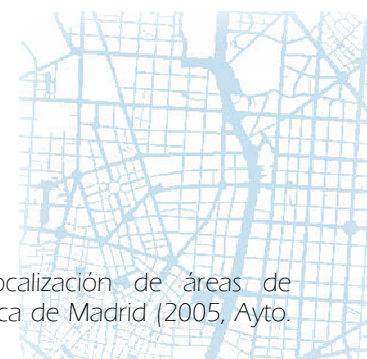 ocalización de áreas de
ca de Madrid (2005, Ayto.